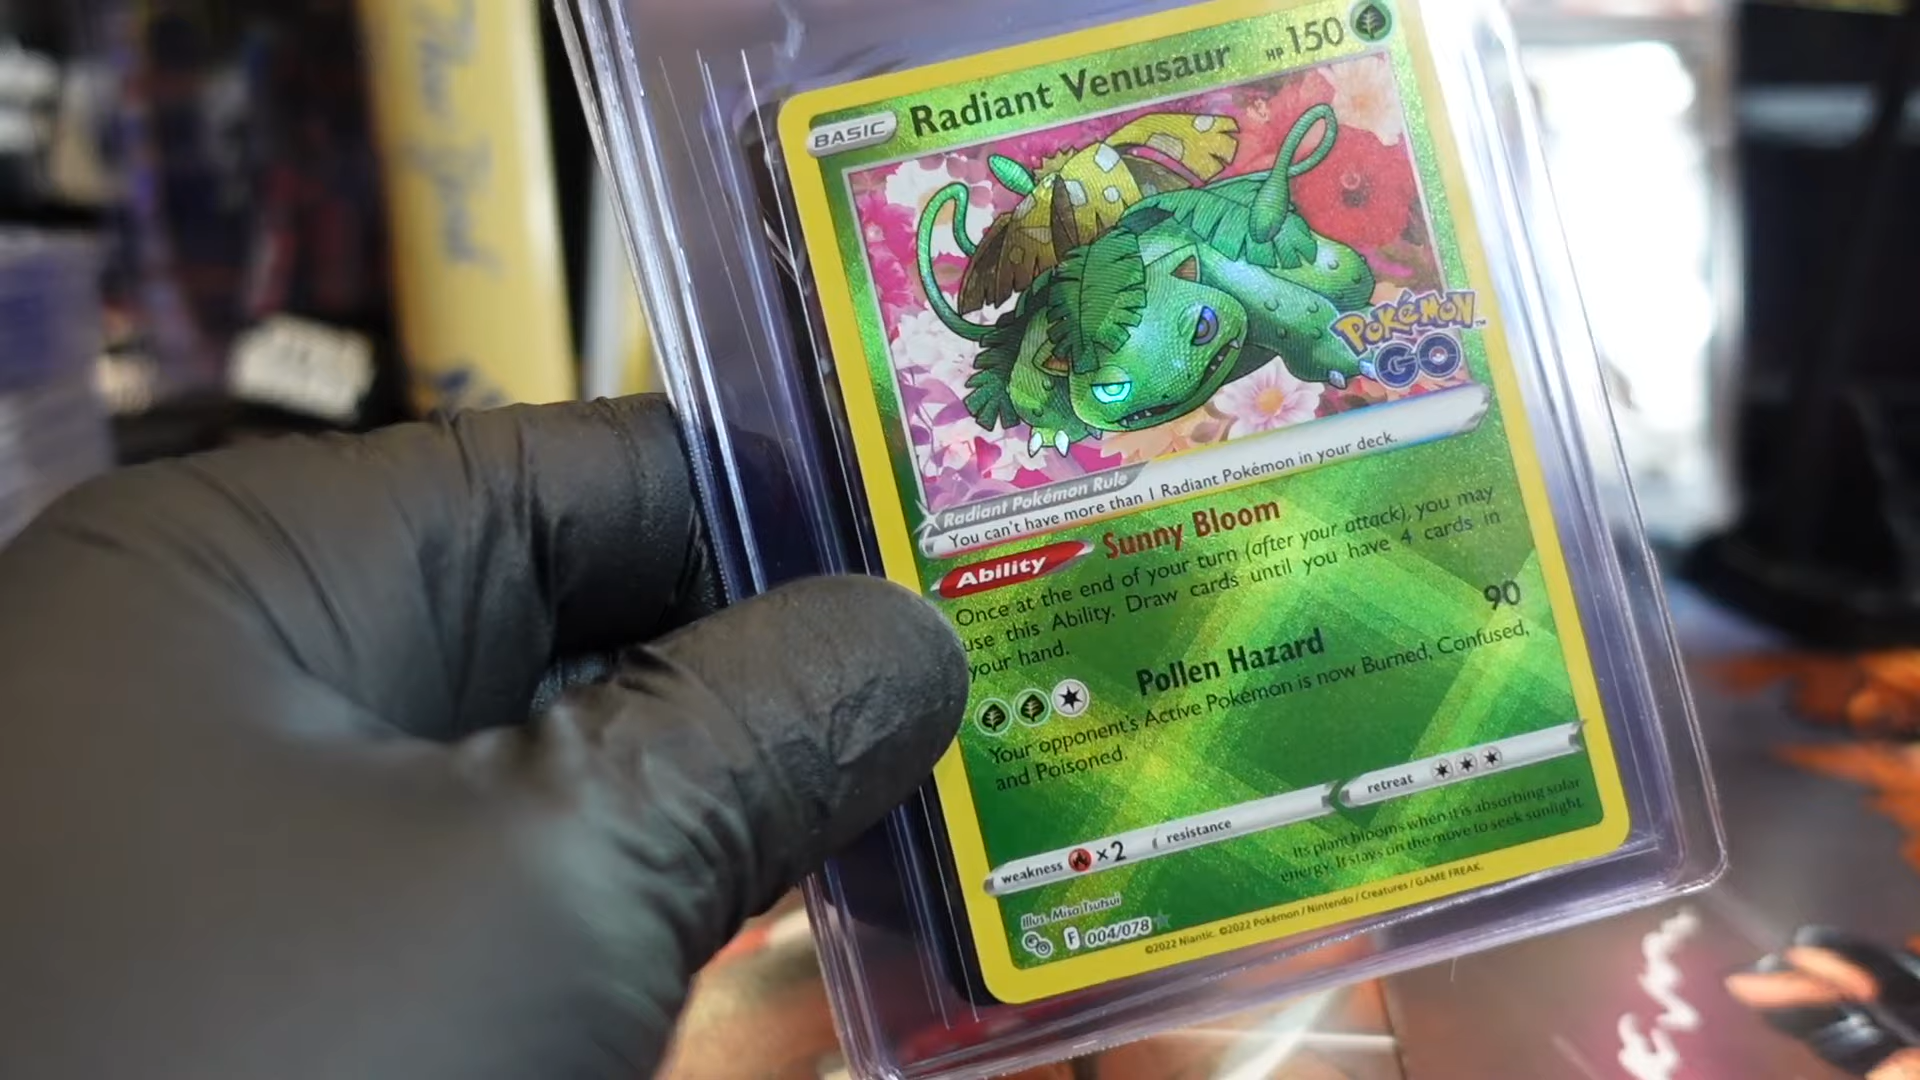 BASIC Radiant Venusaur HP 150
POKéMON™
GO
Radiant Pokémon Rule
You can't have more than 1 Radiant Pokémon in your deck.
Ability Sunny Bloom
Once at the end of your turn (after your attack), you may
use this Ability. Draw cards until you have 4 cards in
your hand.
Pollen Hazard 90
Your opponent's Active Pokémon is now Burned, Confused,
and Poisoned.
weakness ×2 resistance retreat
Its plant blooms when it is absorbing solar
energy. It stays on the move to seek sunlight.
Illus. Misa Tsutsui
F 004/078
©2022 Niantic. ©2022 Pokémon / Nintendo / Creatures / GAME FREAK.